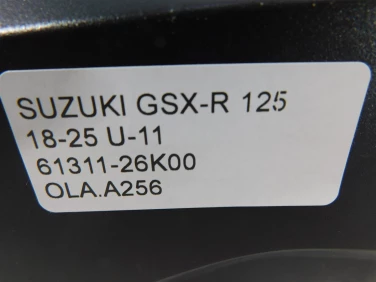 SUZUKI GSX-R 125
18-25 U-11
61311-26K00
OLA.A256